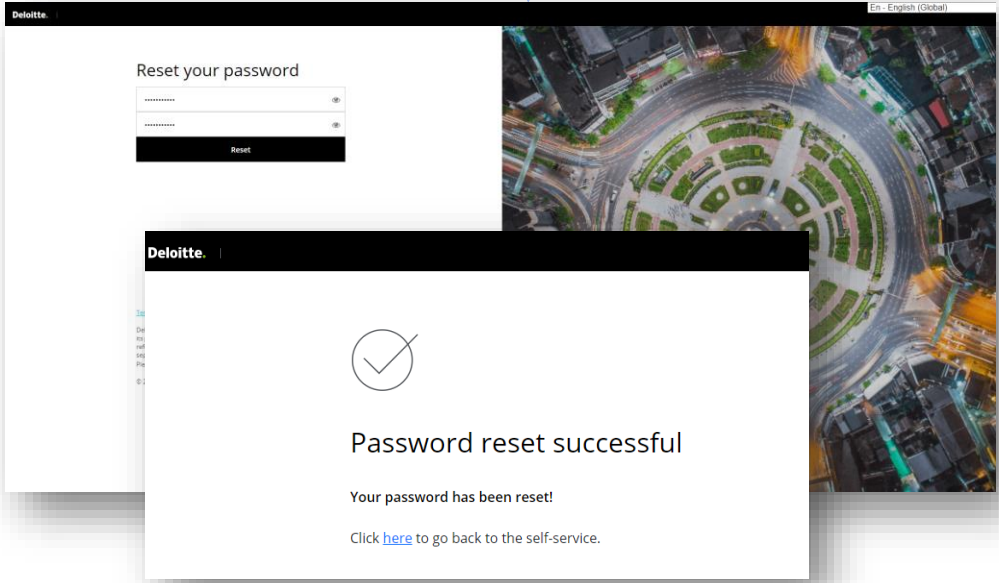 En - English (Global)
Deloitte.
Reset your password
Reset
Deloitte.
Password reset successful
Your password has been reset!
Click here to go back to the self-service.